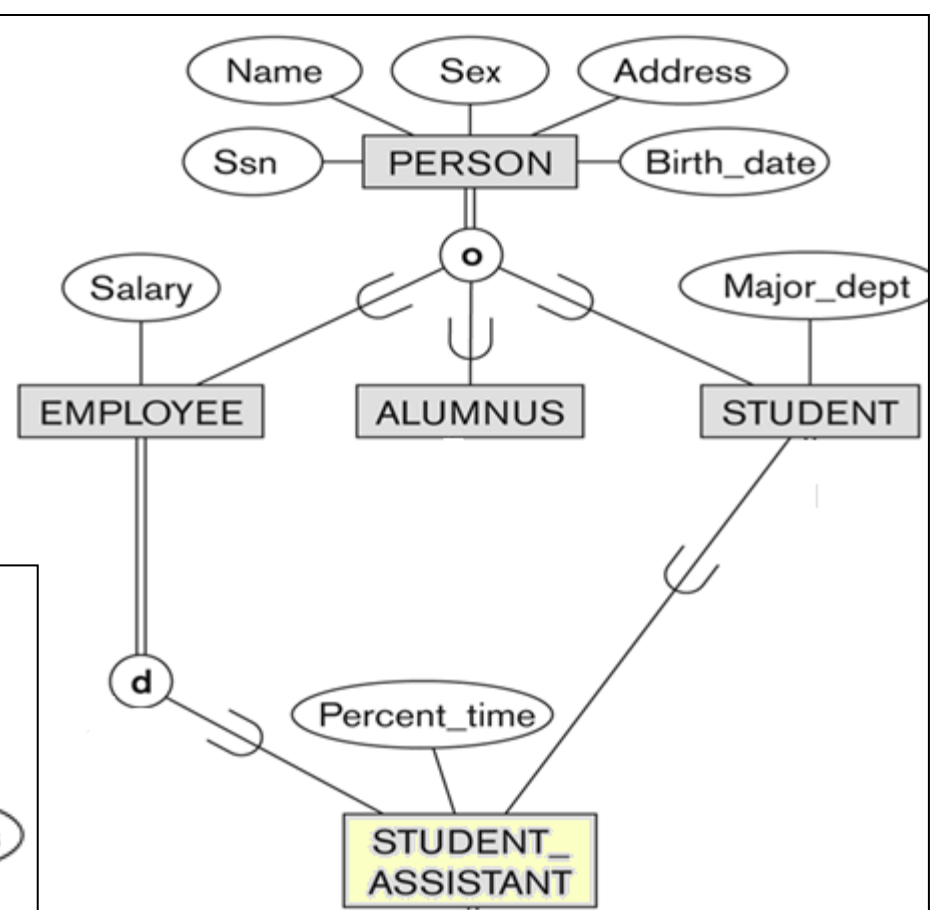 Name
Sex
Address
Ssn
PERSON
Birth_date
o
Salary
Major_dept
EMPLOYEE
ALUMNUS
STUDENT
d
Percent_time
STUDENT_
ASSISTANT